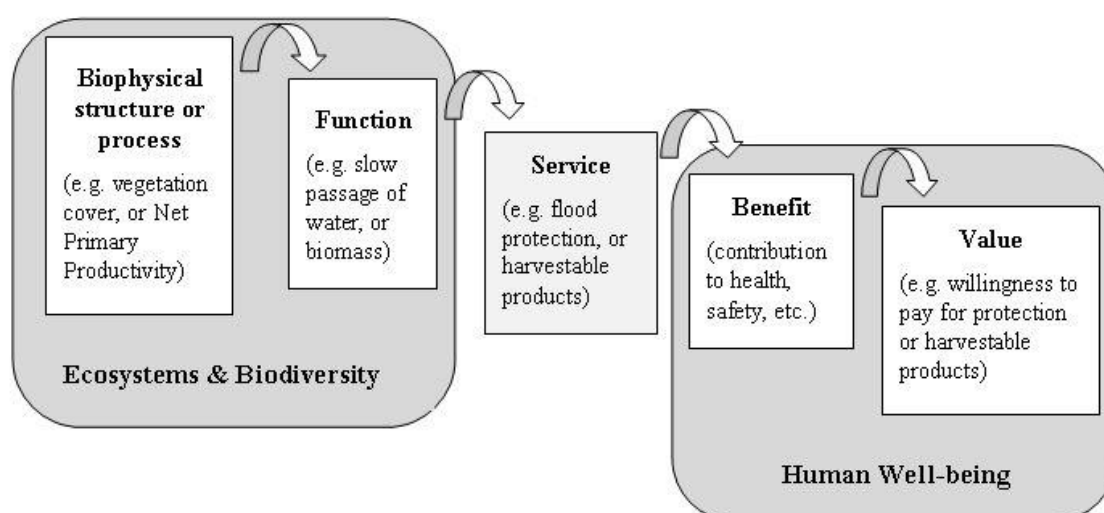 Biophysical
structure or
process
(e.g. vegetation
cover, or Net
Primary
Productivity)
Function
(e.g. slow
passage of
water, or
biomass)
Ecosystems & Biodiversity
Service
(e.g. flood
protection, or
harvestable
products)
Benefit
(contribution
to health,
safety, etc.)
Value
(e.g. willingness to
pay for protection
or harvestable
products)
Human Well-being